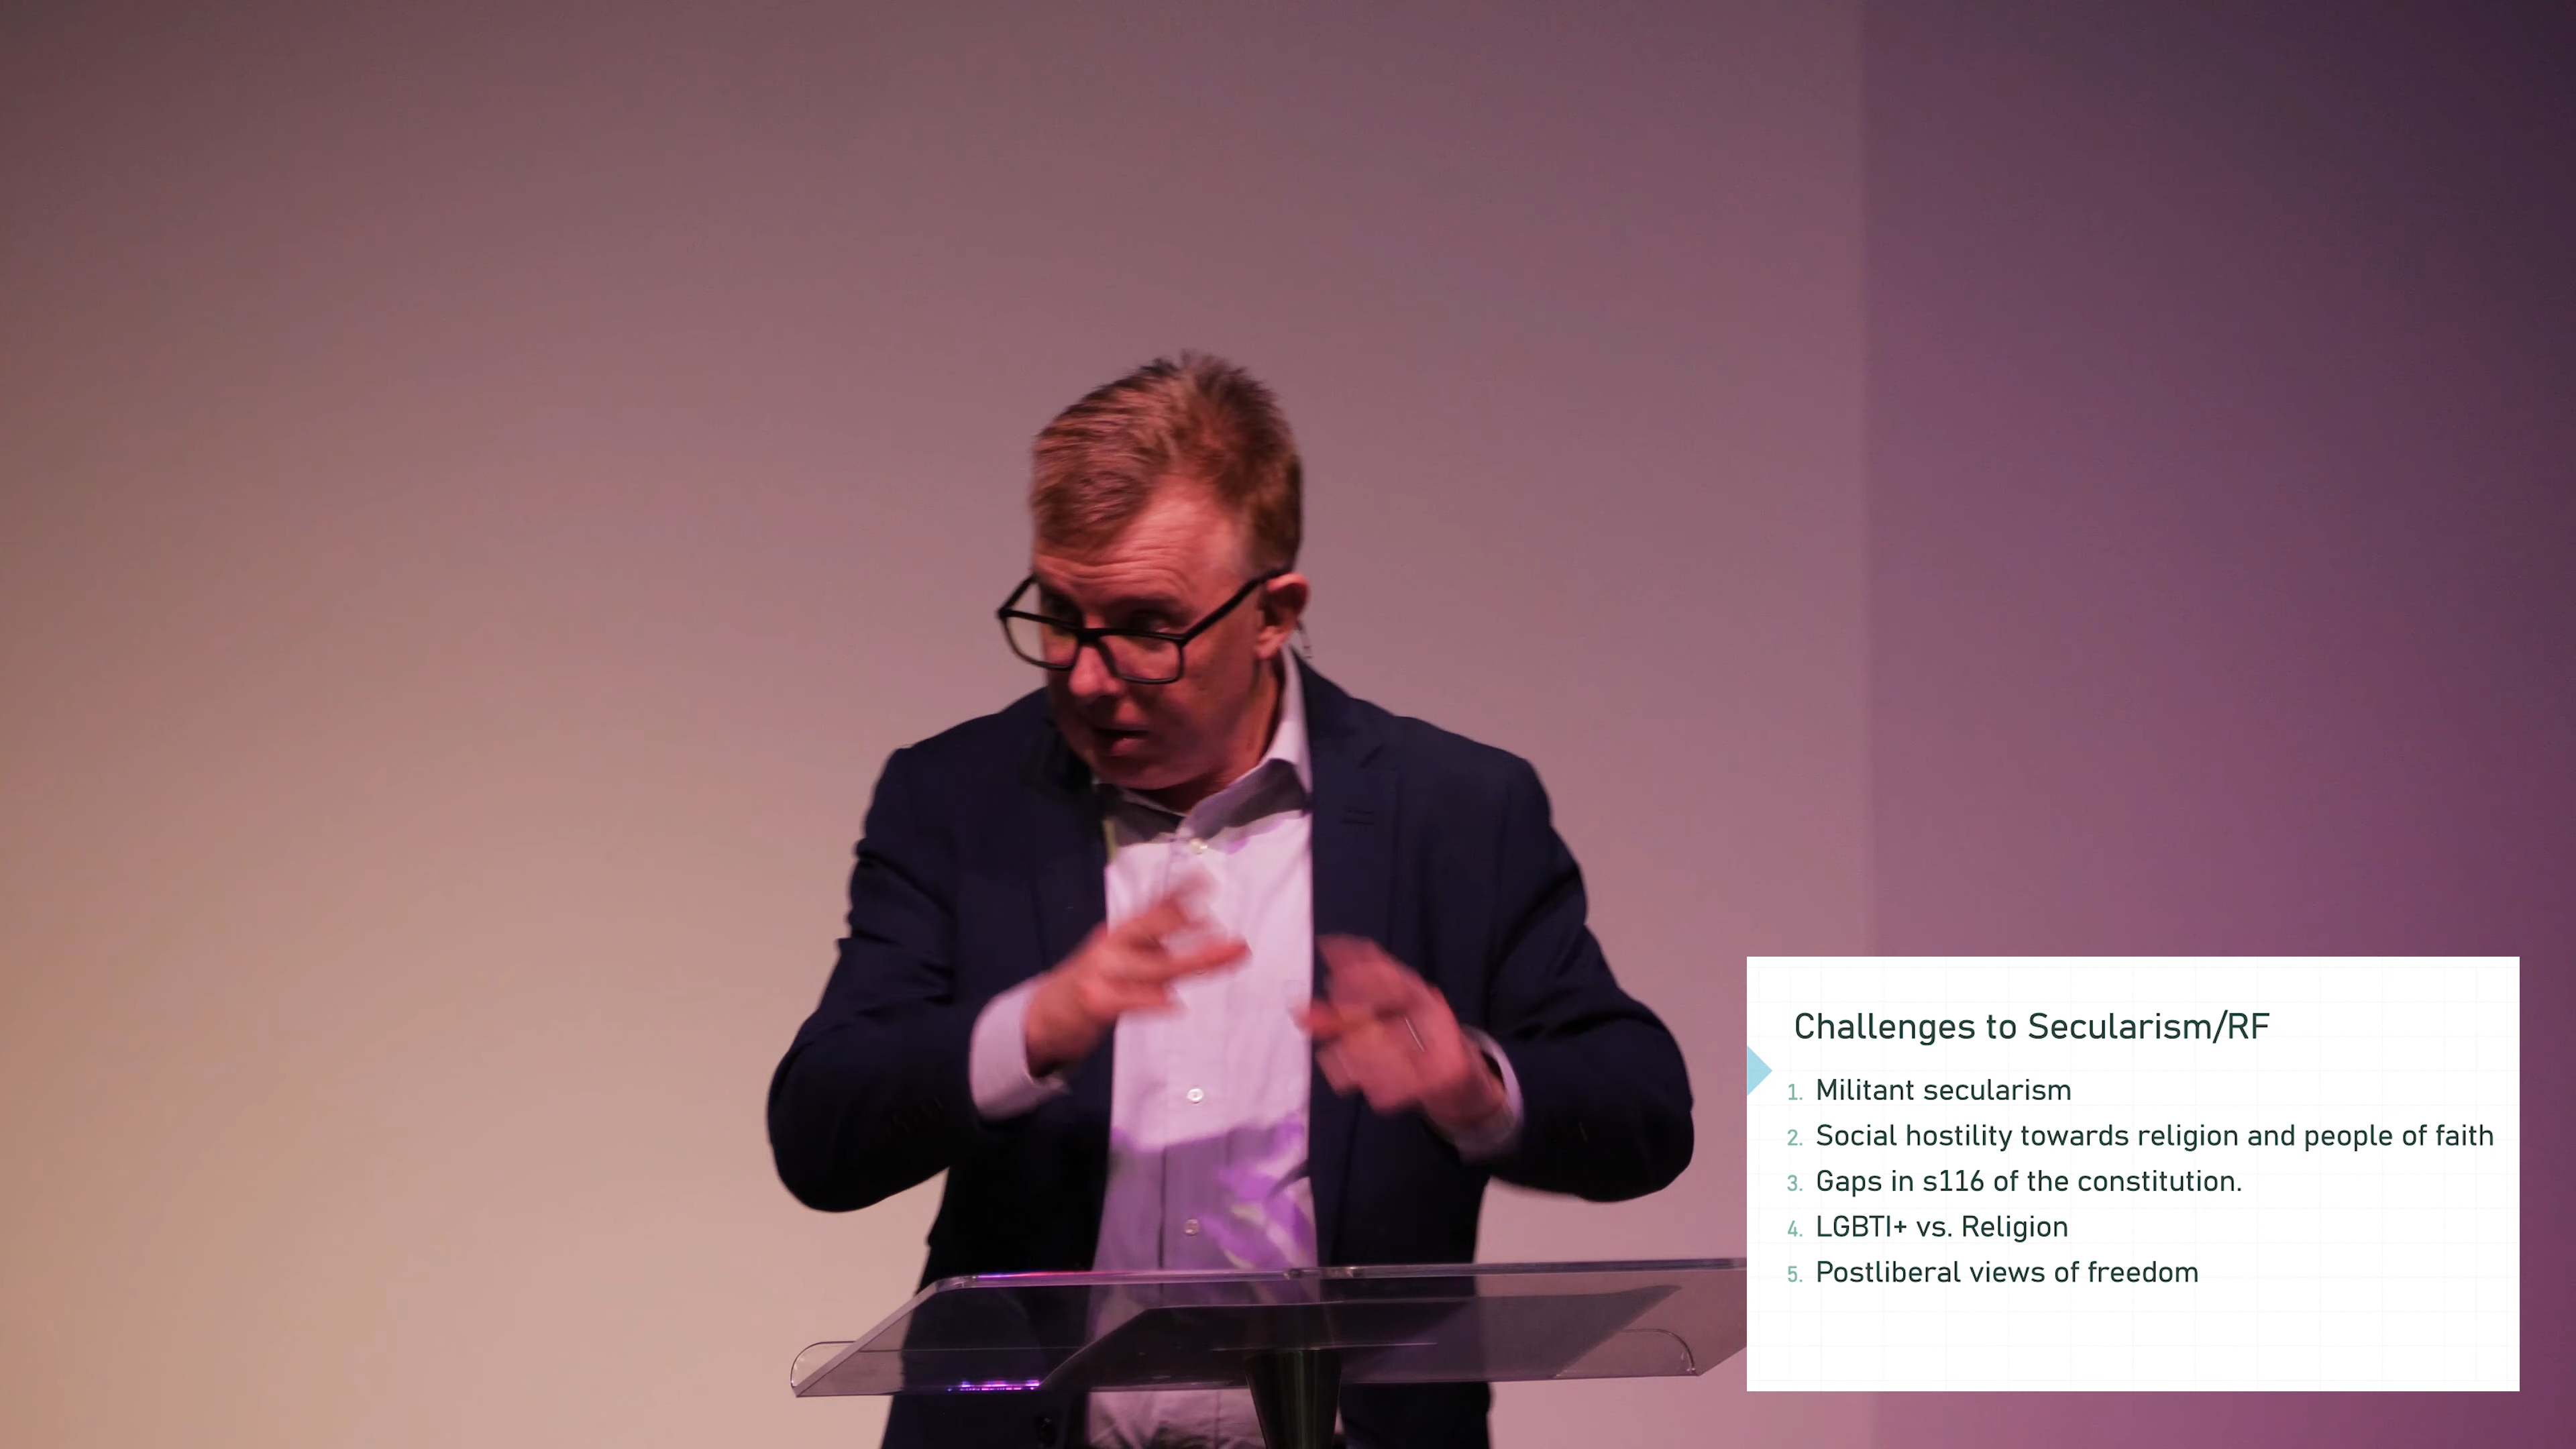 Challenges to Secularism/RF
1. Militant secularism
2. Social hostility towards religion and people of faith
3. Gaps in s116 of the constitution.
4. LGBTI+ vs. Religion
5. Postliberal views of freedom